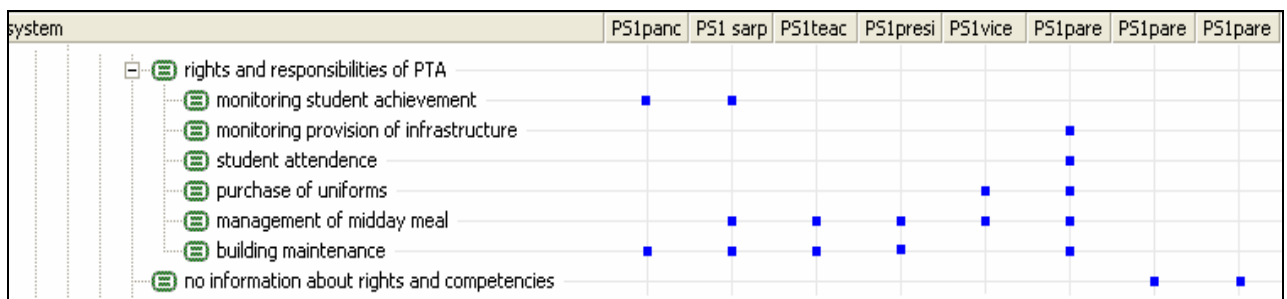 system PS1panc PS1 sarp PS1teac PS1presi PS1vice PS1pare PS1pare PS1pare
rights and responsibilities of PTA
monitoring student achievement
monitoring provision of infrastructure
student attendence
purchase of uniforms
management of midday meal
building maintenance
no information about rights and competencies